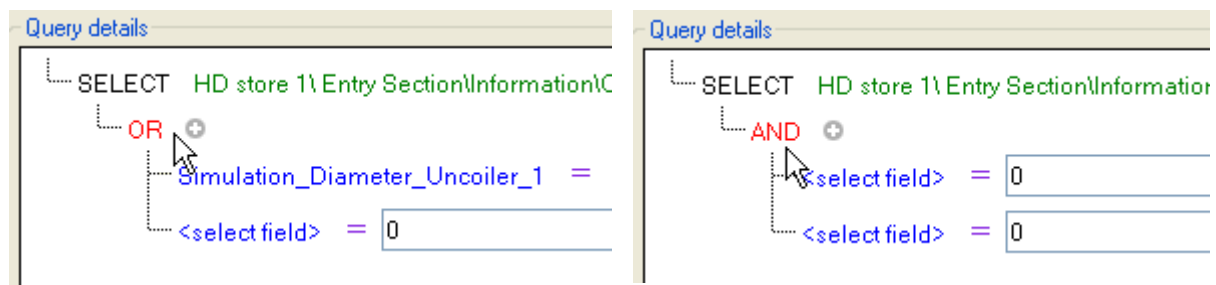 Query details
SELECT HD store 1\Entry Section\Information\
OR
Simulation_Diameter_Uncoiler_1 =
<select field> = 0
Query details
SELECT HD store 1\Entry Section\Information
AND
<select field> = 0
<select field> = 0